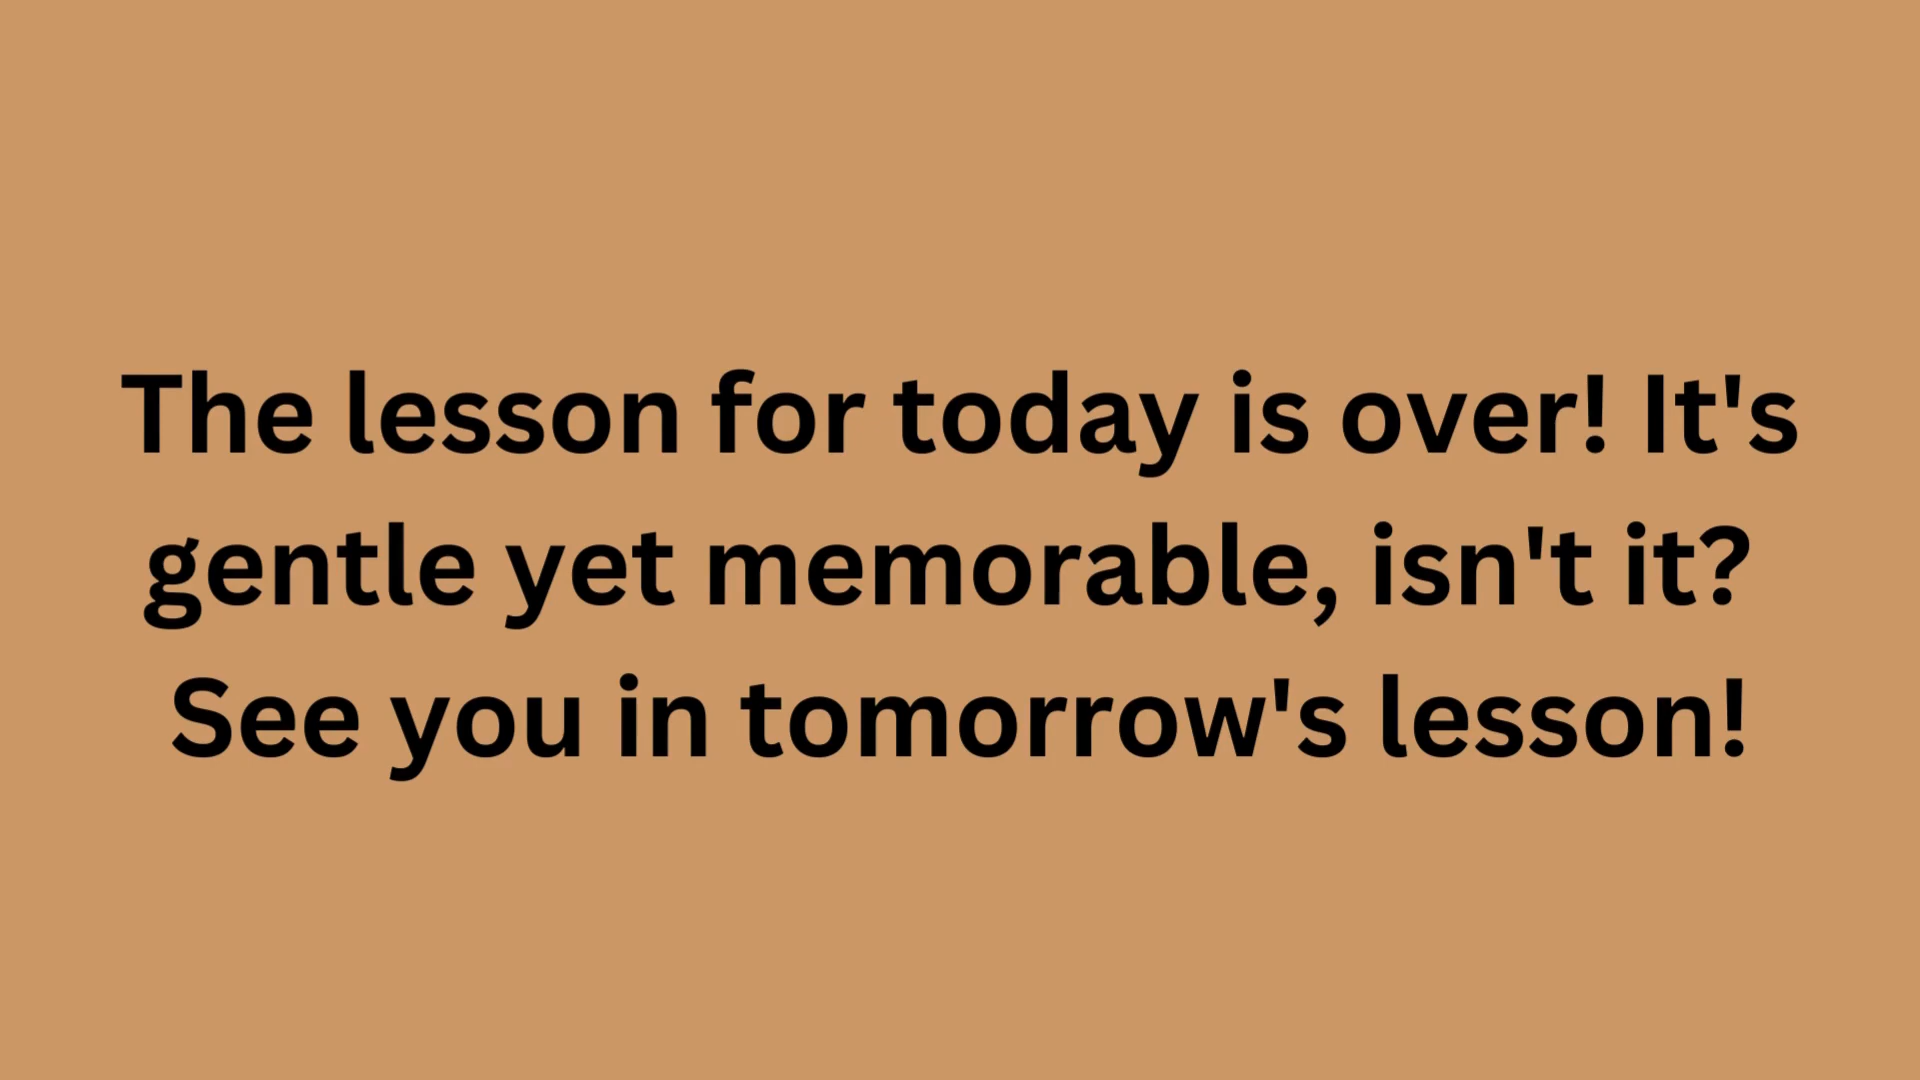 The lesson for today is over! It's
gentle yet memorable, isn't it?
See you in tomorrow's lesson!